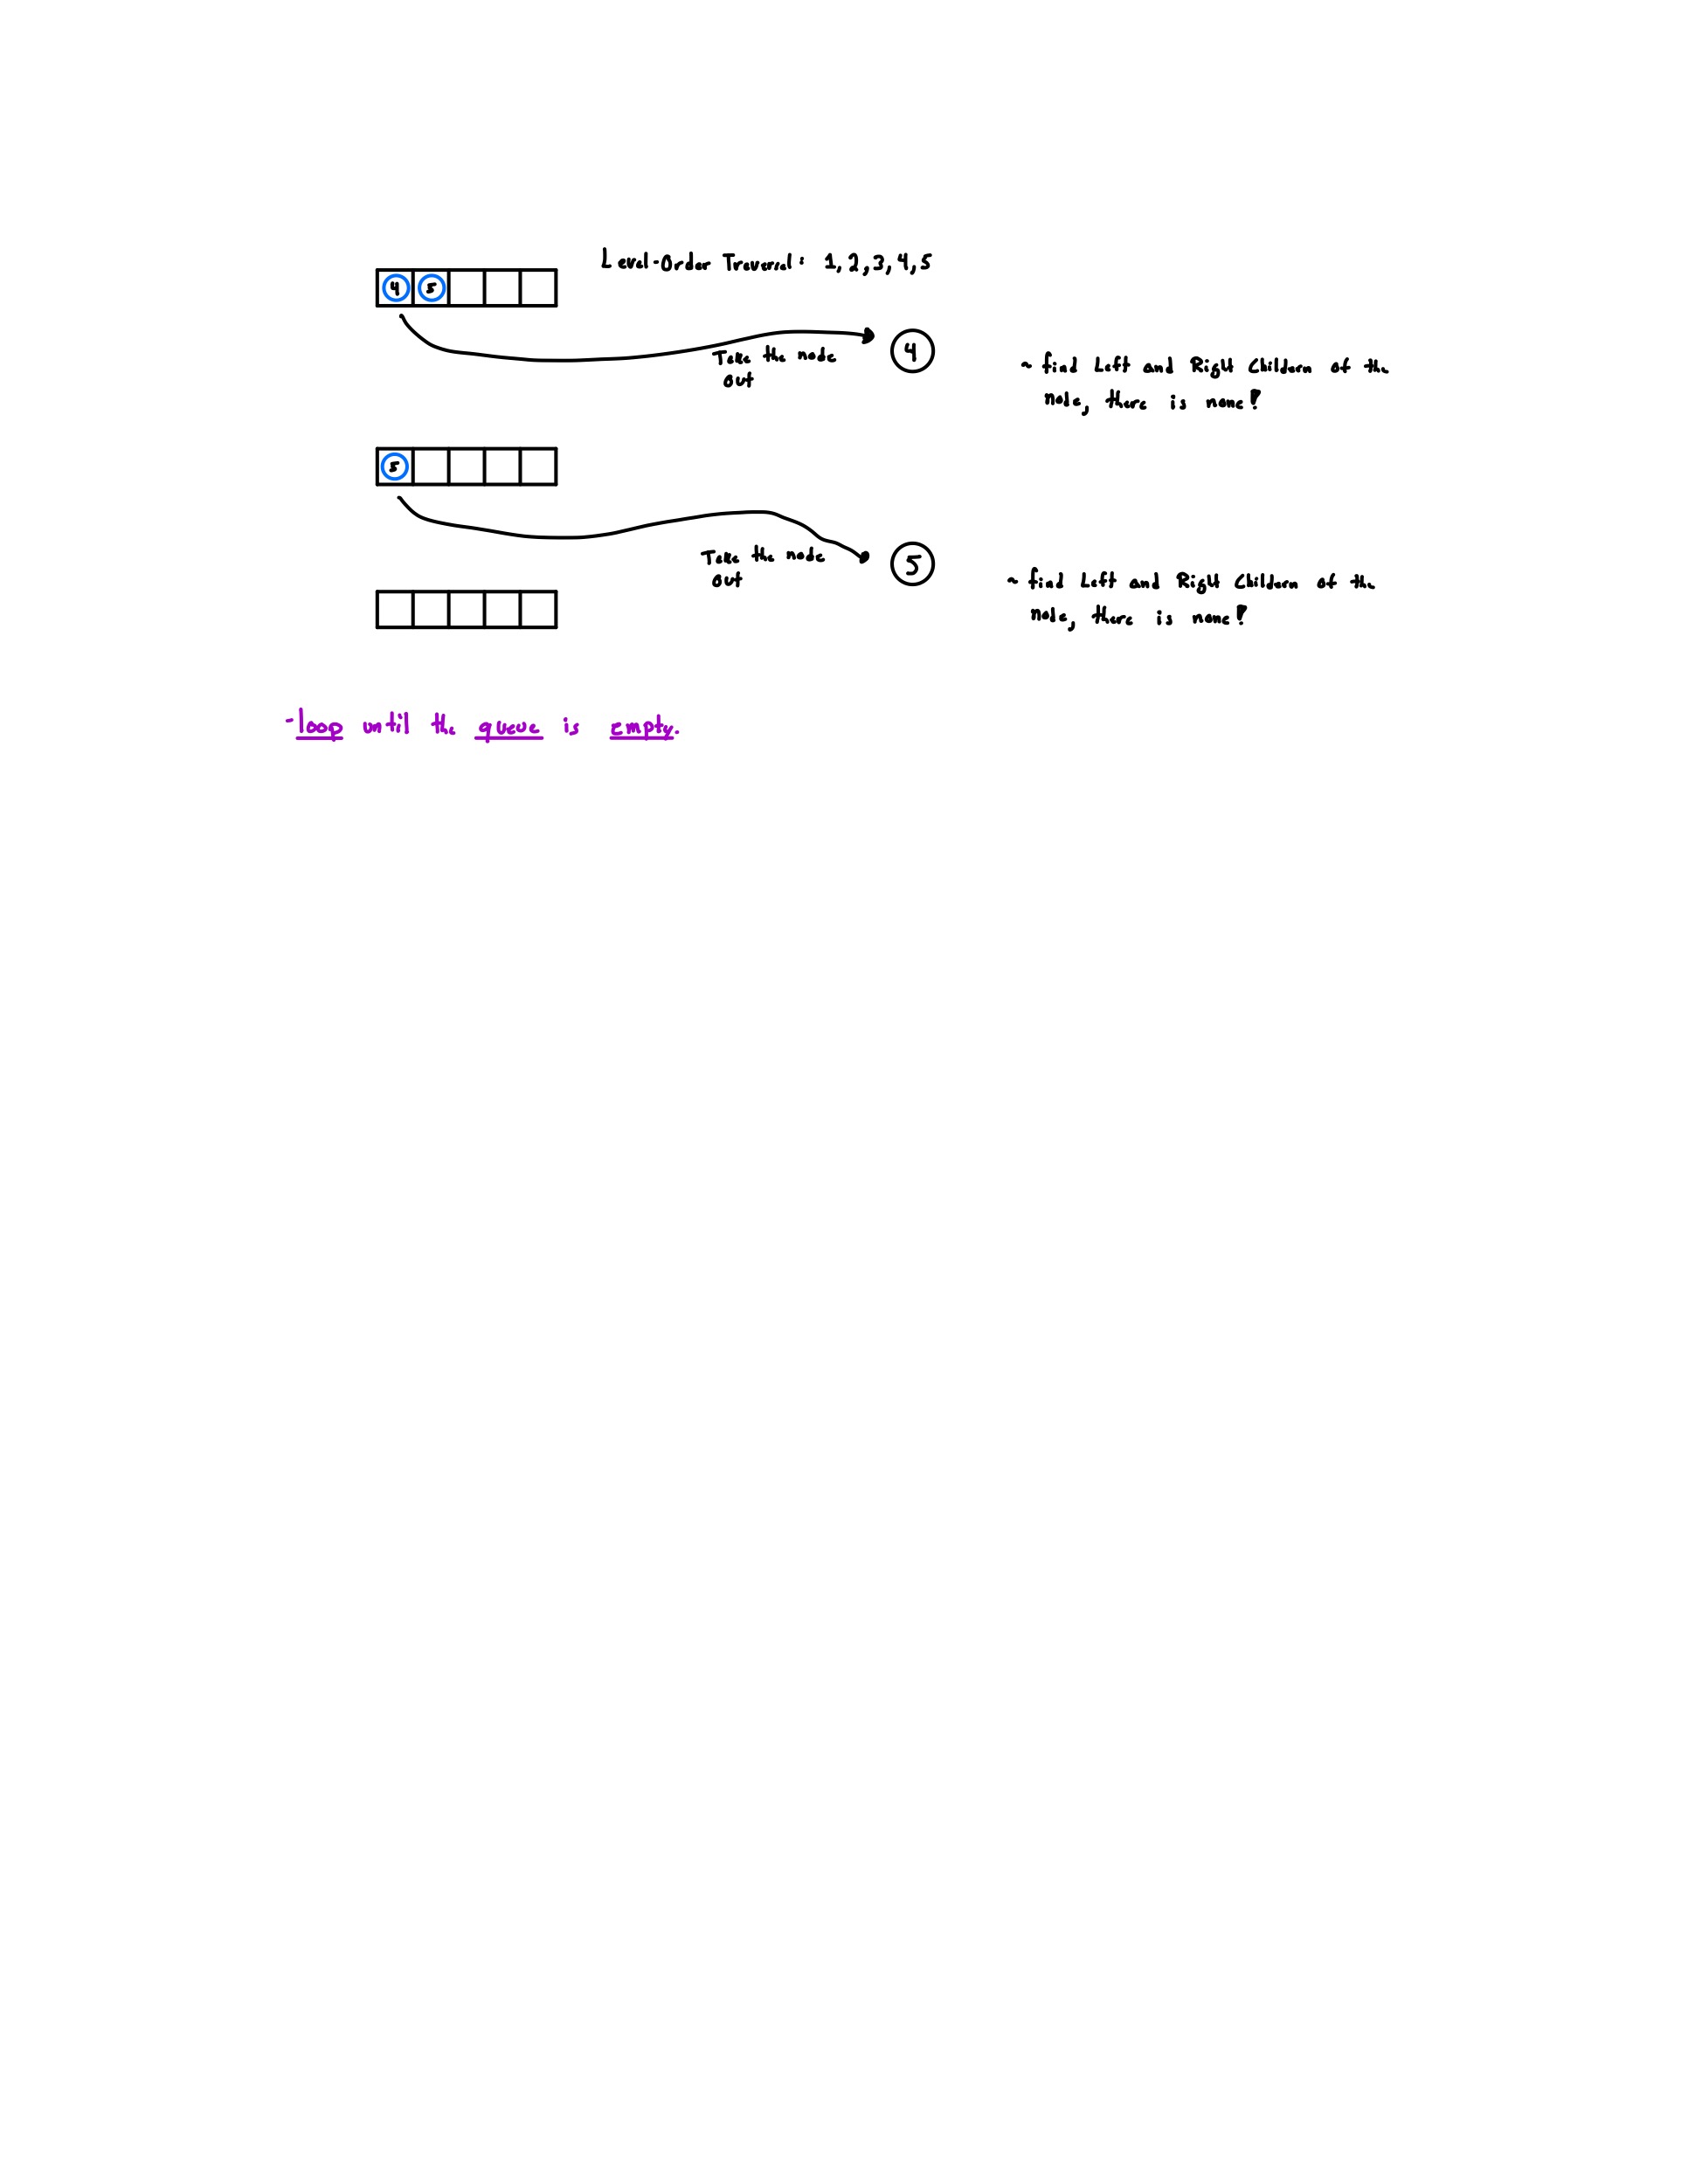 Level-Order Traversal: 1, 2, 3, 4, 5
4 5
4
Take the node
out
~ find Left and Right Childern of the
node, there is none!
5
5
Take the node
out
~ find Left and Right Childern of the
node, there is none!
-loop until the queue is empty.